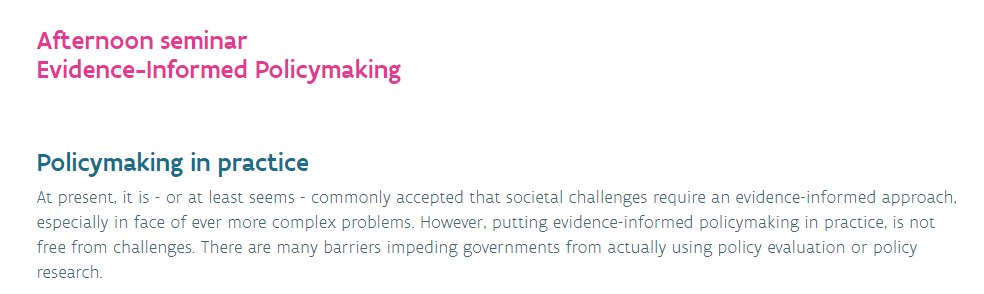 Afternoon seminar
Evidence-Informed Policymaking
Policymaking in practice
At present, it is - or at least seems - commonly accepted that societal challenges require an evidence-informed approach,
especially in face of ever more complex problems. However, putting evidence-informed policymaking in practice, is not
free from challenges. There are many barriers impeding governments from actually using policy evaluation or policy
research.